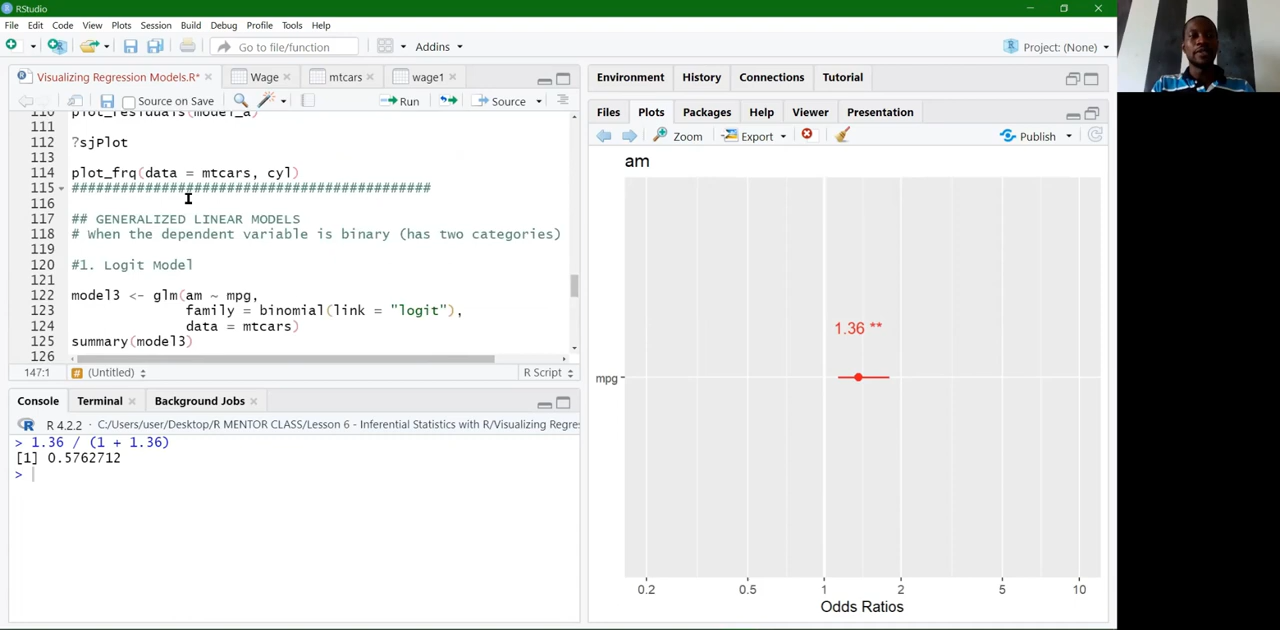 RStudio
File Edit Code View Plots Session Build Debug Profile Tools Help
Go to file/function Addins Project: (None)
Visualizing Regression Models.R* Wage mtcars wage1
Source on Save Run Source
110 plot_residuals(model_a)
111
112 ?sjPlot
113
114 plot_frq(data = mtcars, cyl)
115 ############################################
116
117 ## GENERALIZED LINEAR MODELS
118 # When the dependent variable is binary (has two categories)
119
120 #1. Logit Model
121
122 model3 <- glm(am ~ mpg,
123 family = binomial(link = "logit"),
124 data = mtcars)
125 summary(model3)
126
147:1 # (Untitled) R Script
Console Terminal Background Jobs
R 4.2.2 · C:/Users/user/Desktop/R MENTOR CLASS/Lesson 6 - Inferential Statistics with R/Visualizing Regre
> 1.36 / (1 + 1.36)
[1] 0.5762712
>
Environment History Connections Tutorial
Files Plots Packages Help Viewer Presentation
Zoom Export Publish
am
1.36 **
mpg
0.2 0.5 1 2 5 10
Odds Ratios